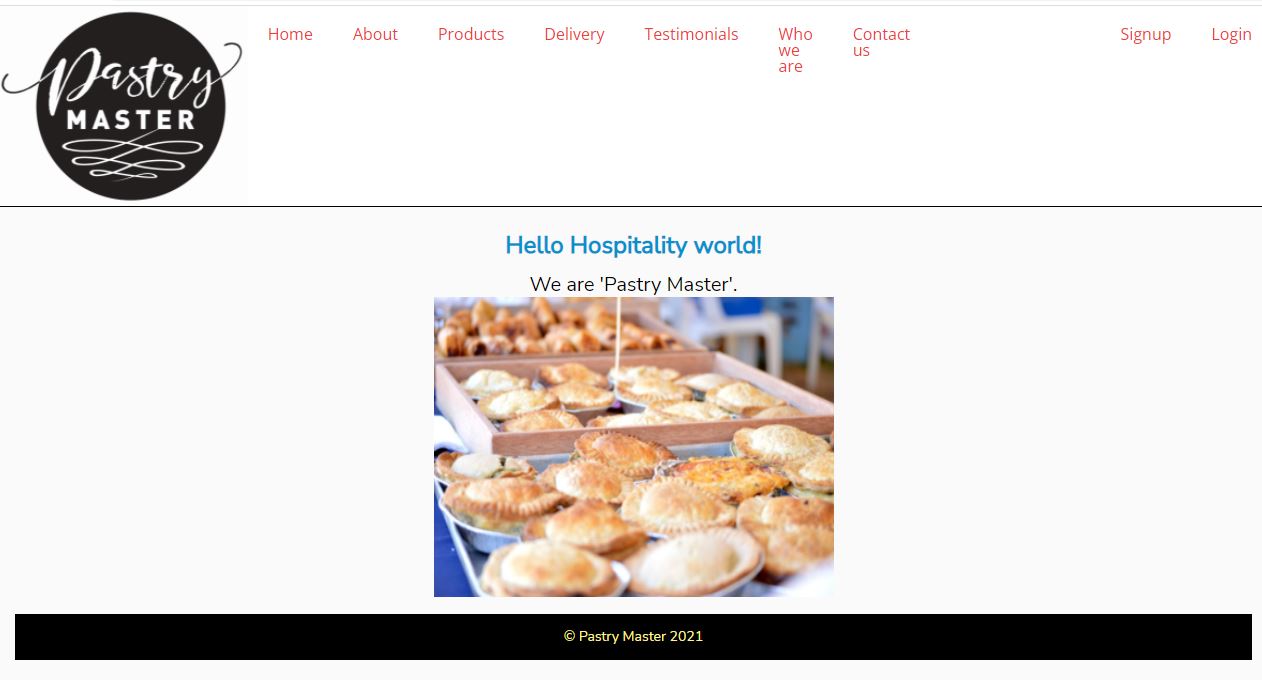 Pastry
MASTER
Home About Products Delivery Testimonials Who we are Contact us Signup Login
Hello Hospitality world!
We are 'Pastry Master'.
© Pastry Master 2021